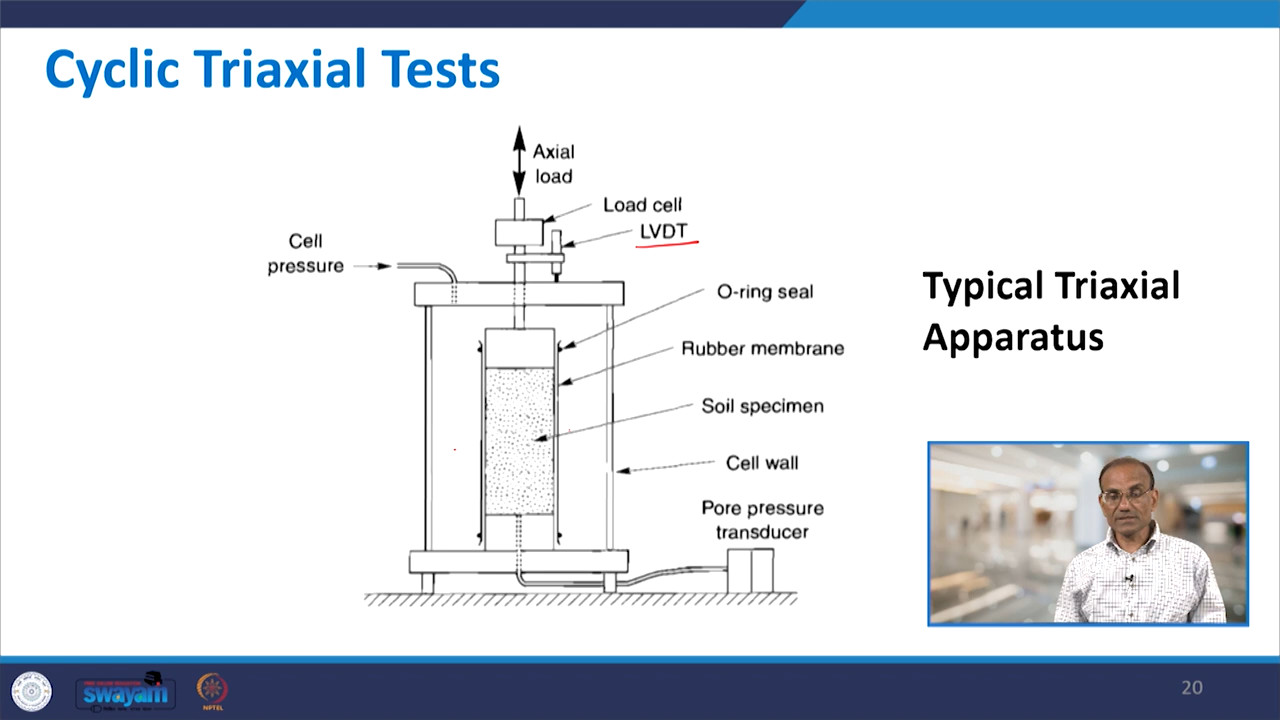 Cyclic Triaxial Tests
Axial
load
Load cell
LVDT
Cell
pressure
O-ring seal
Rubber membrane
Soil specimen
Cell wall
Pore pressure
transducer
Typical Triaxial
Apparatus
swayam
NPTEL
20